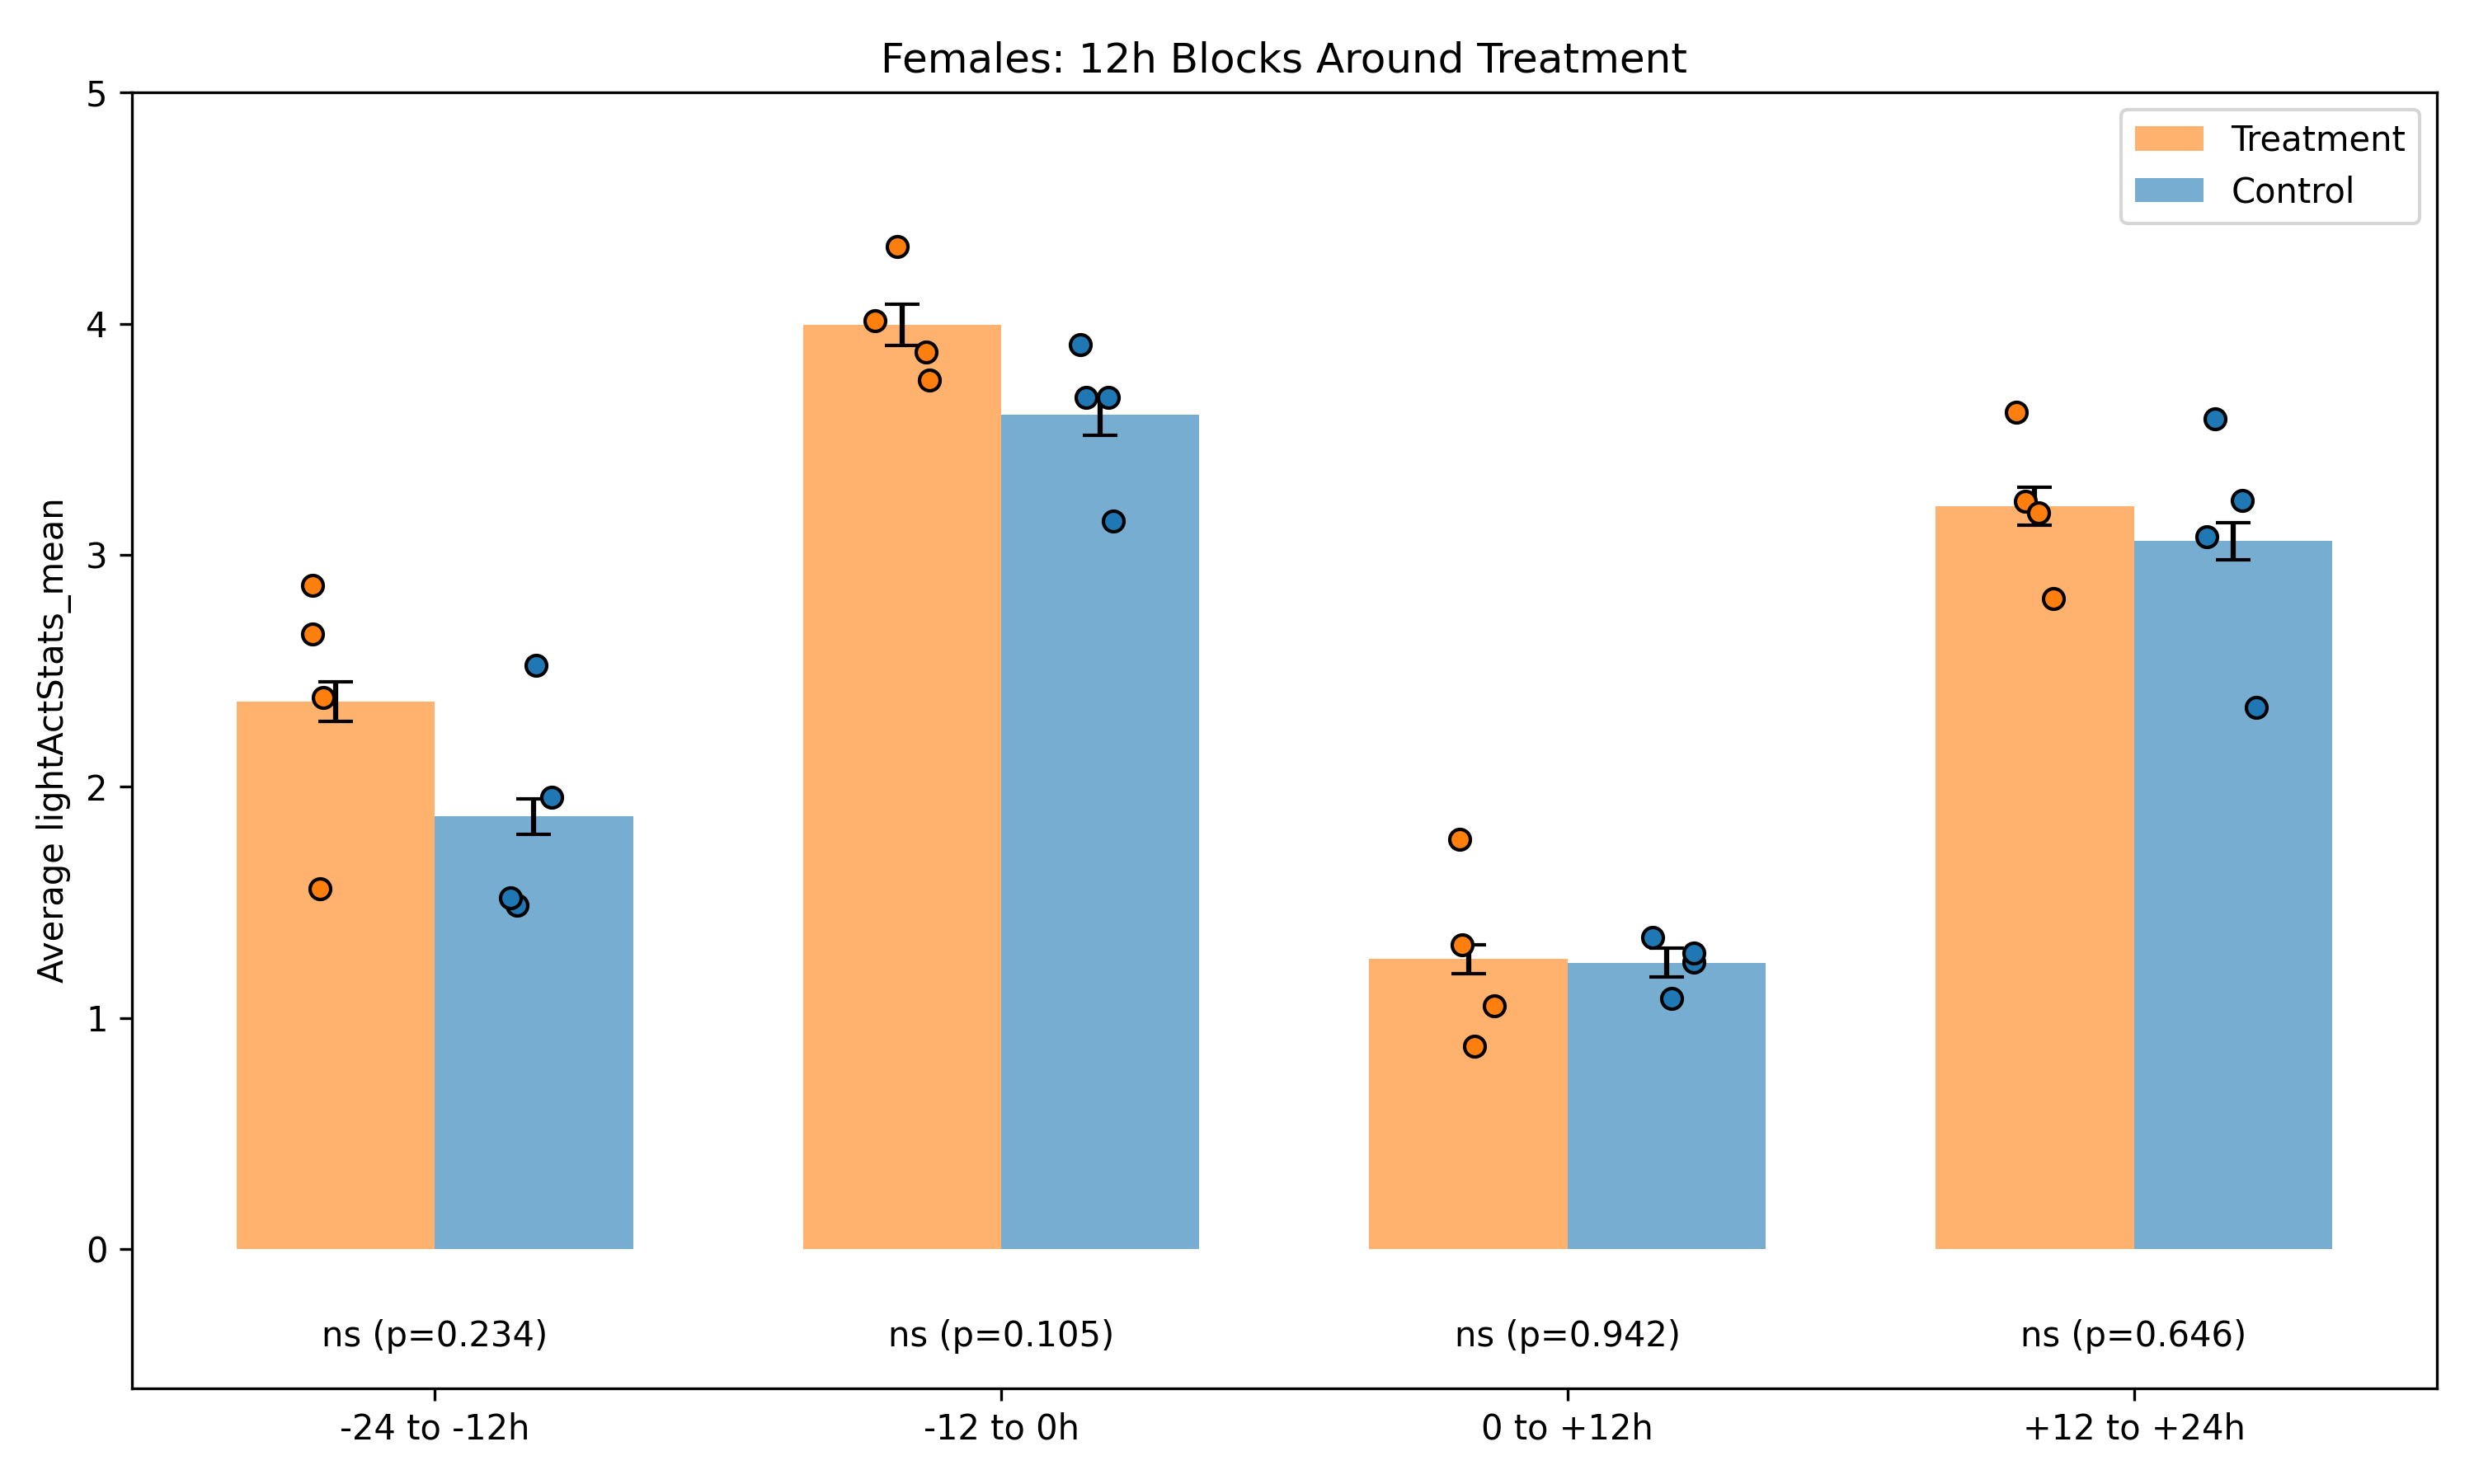 Females: 12h Blocks Around Treatment
Treatment
Control
Average lightActStats_mean
5
4
3
2
1
0
ns (p=0.234)
ns (p=0.105)
ns (p=0.942)
ns (p=0.646)
-24 to -12h
-12 to 0h
0 to +12h
+12 to +24h